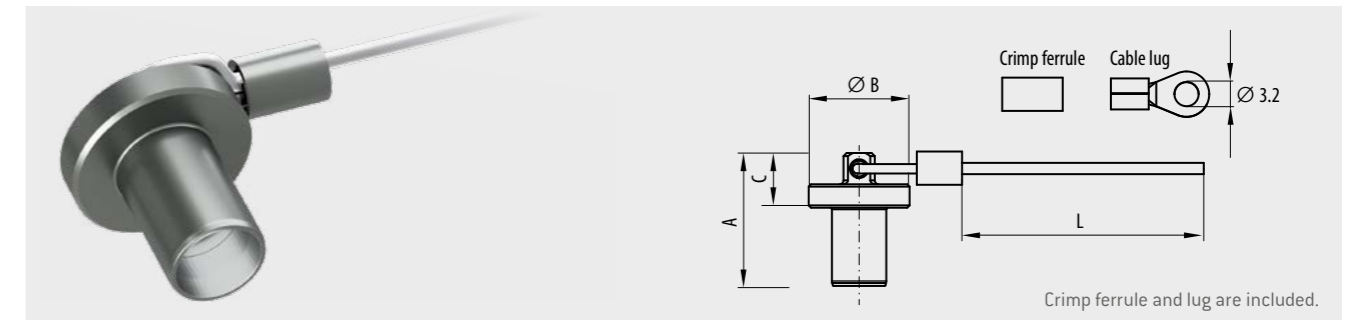 Crimp ferrule
Cable lug
∅ B
∅ 3.2
C
A
L
Crimp ferrule and lug are included.